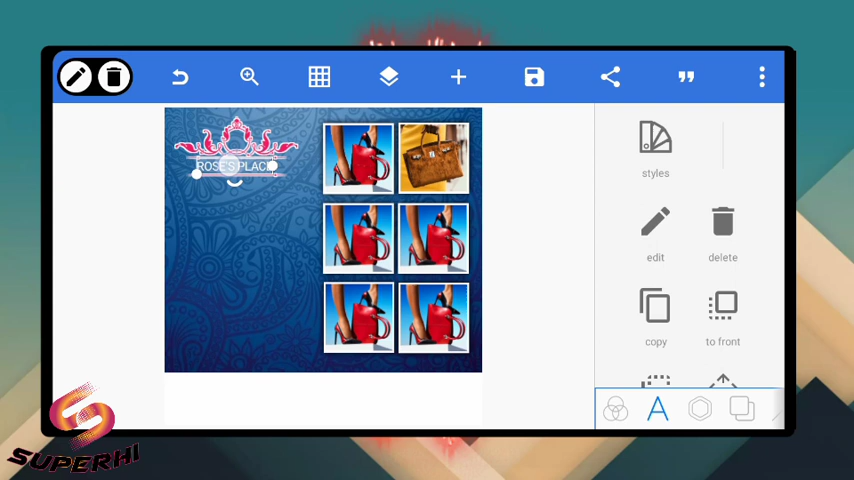 ROSE'S PLACE
styles
edit
delete
copy
to front
SUPERHI